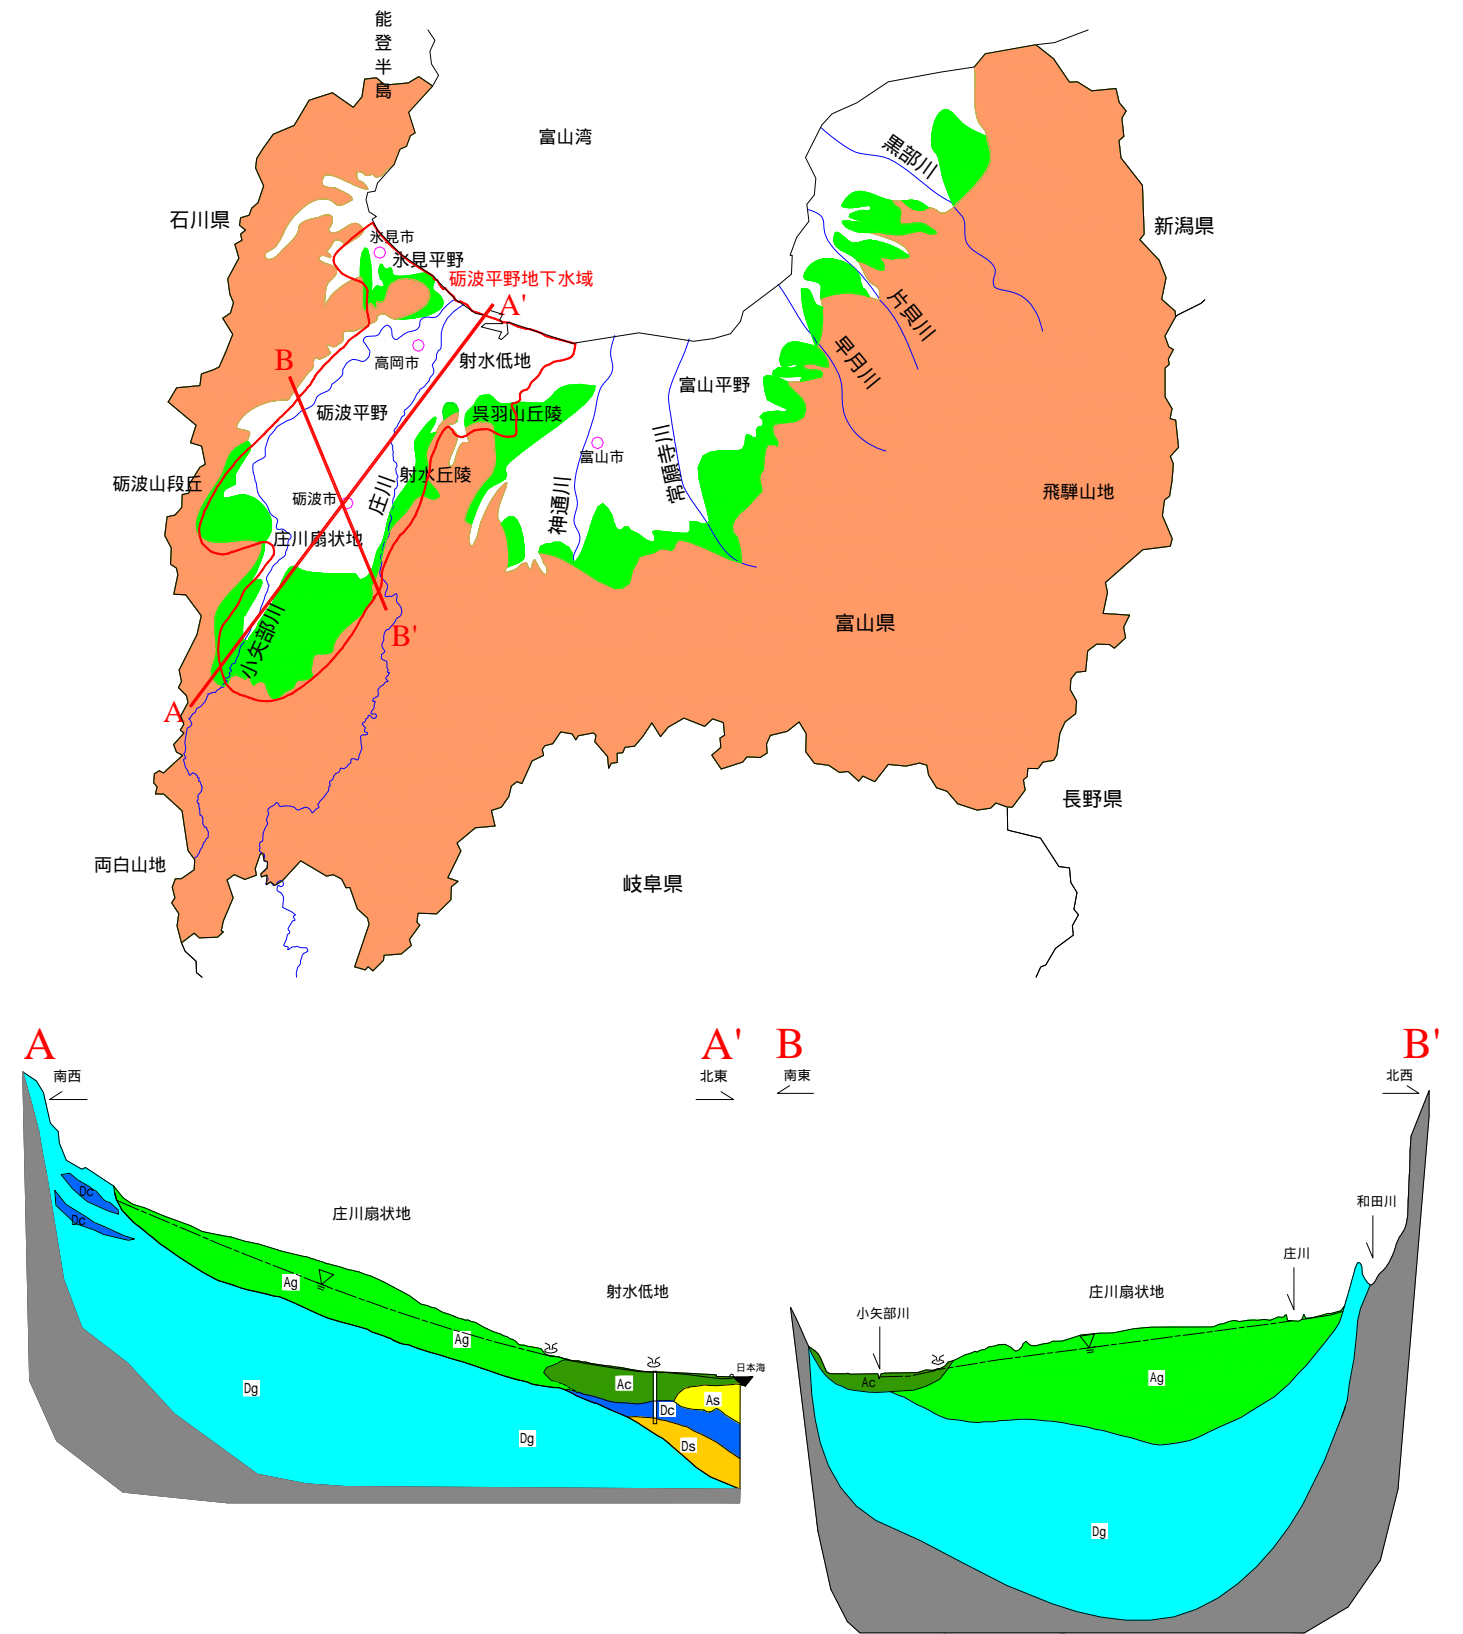 能登半島
富山湾
石川県
氷見市
氷見平野
砺波平野地下水域
A'
黒部川
新潟県
片貝川
早月川
高岡市
射水低地
B
砺波平野
呉羽山丘陵
富山平野
富山市
射水丘陵
砺波山段丘
砺波市
庄川
神通川
常願寺川
飛騨山地
庄川扇状地
小矢部川
B'
富山県
A
長野県
両白山地
岐阜県
A
A'
南西
北東
庄川扇状地
射水低地
日本海
Dc
Dc
Ag
Ag
Ac
As
Dc
Ds
Dg
Dg
B
B'
南東
北西
和田川
庄川
庄川扇状地
小矢部川
Ac
Ag
Dg